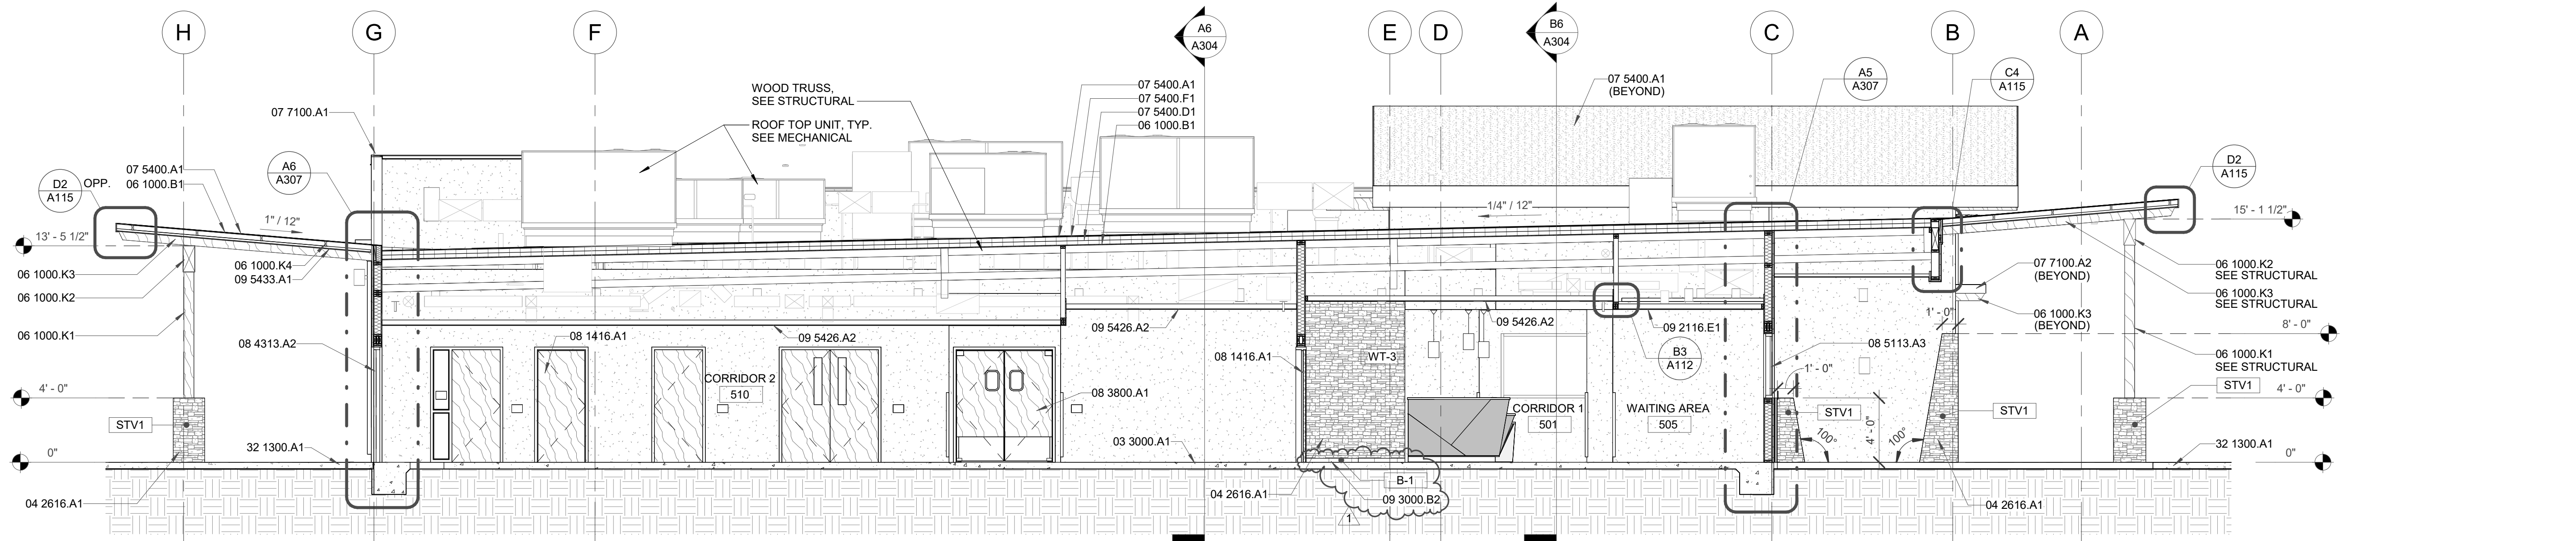 H
G
F
A6
A304
E
D
B6
A304
C
B
A
07 7100.A1
WOOD TRUSS,
SEE STRUCTURAL
ROOF TOP UNIT, TYP.
SEE MECHANICAL
07 5400.A1
07 5400.F1
07 5400.D1
06 1000.B1
07 5400.A1
(BEYOND)
A5
A307
C4
A115
D2
A115
OPP.
07 5400.A1
06 1000.B1
A6
A307
1" / 12"
1/4" / 12"
D2
A115
13' - 5 1/2"
15' - 1 1/2"
06 1000.K3
06 1000.K2
06 1000.K1
06 1000.K4
09 5433.A1
08 4313.A2
08 1416.A1
09 5426.A2
CORRIDOR 2
510
08 3800.A1
09 5426.A2
08 1416.A1
WT-3
09 5426.A2
09 2116.E1
B3
A112
CORRIDOR 1
501
WAITING AREA
505
08 5113.A3
1' - 0"
1' - 0"
07 7100.A2
(BEYOND)
06 1000.K3
(BEYOND)
06 1000.K2
SEE STRUCTURAL
06 1000.K3
SEE STRUCTURAL
8' - 0"
06 1000.K1
SEE STRUCTURAL
4' - 0"
STV1
4' - 0"
STV1
STV1
STV1
4' - 0"
100°
100°
32 1300.A1
0"
04 2616.A1
03 3000.A1
04 2616.A1
B-1
09 3000.B2
1
04 2616.A1
32 1300.A1
0"